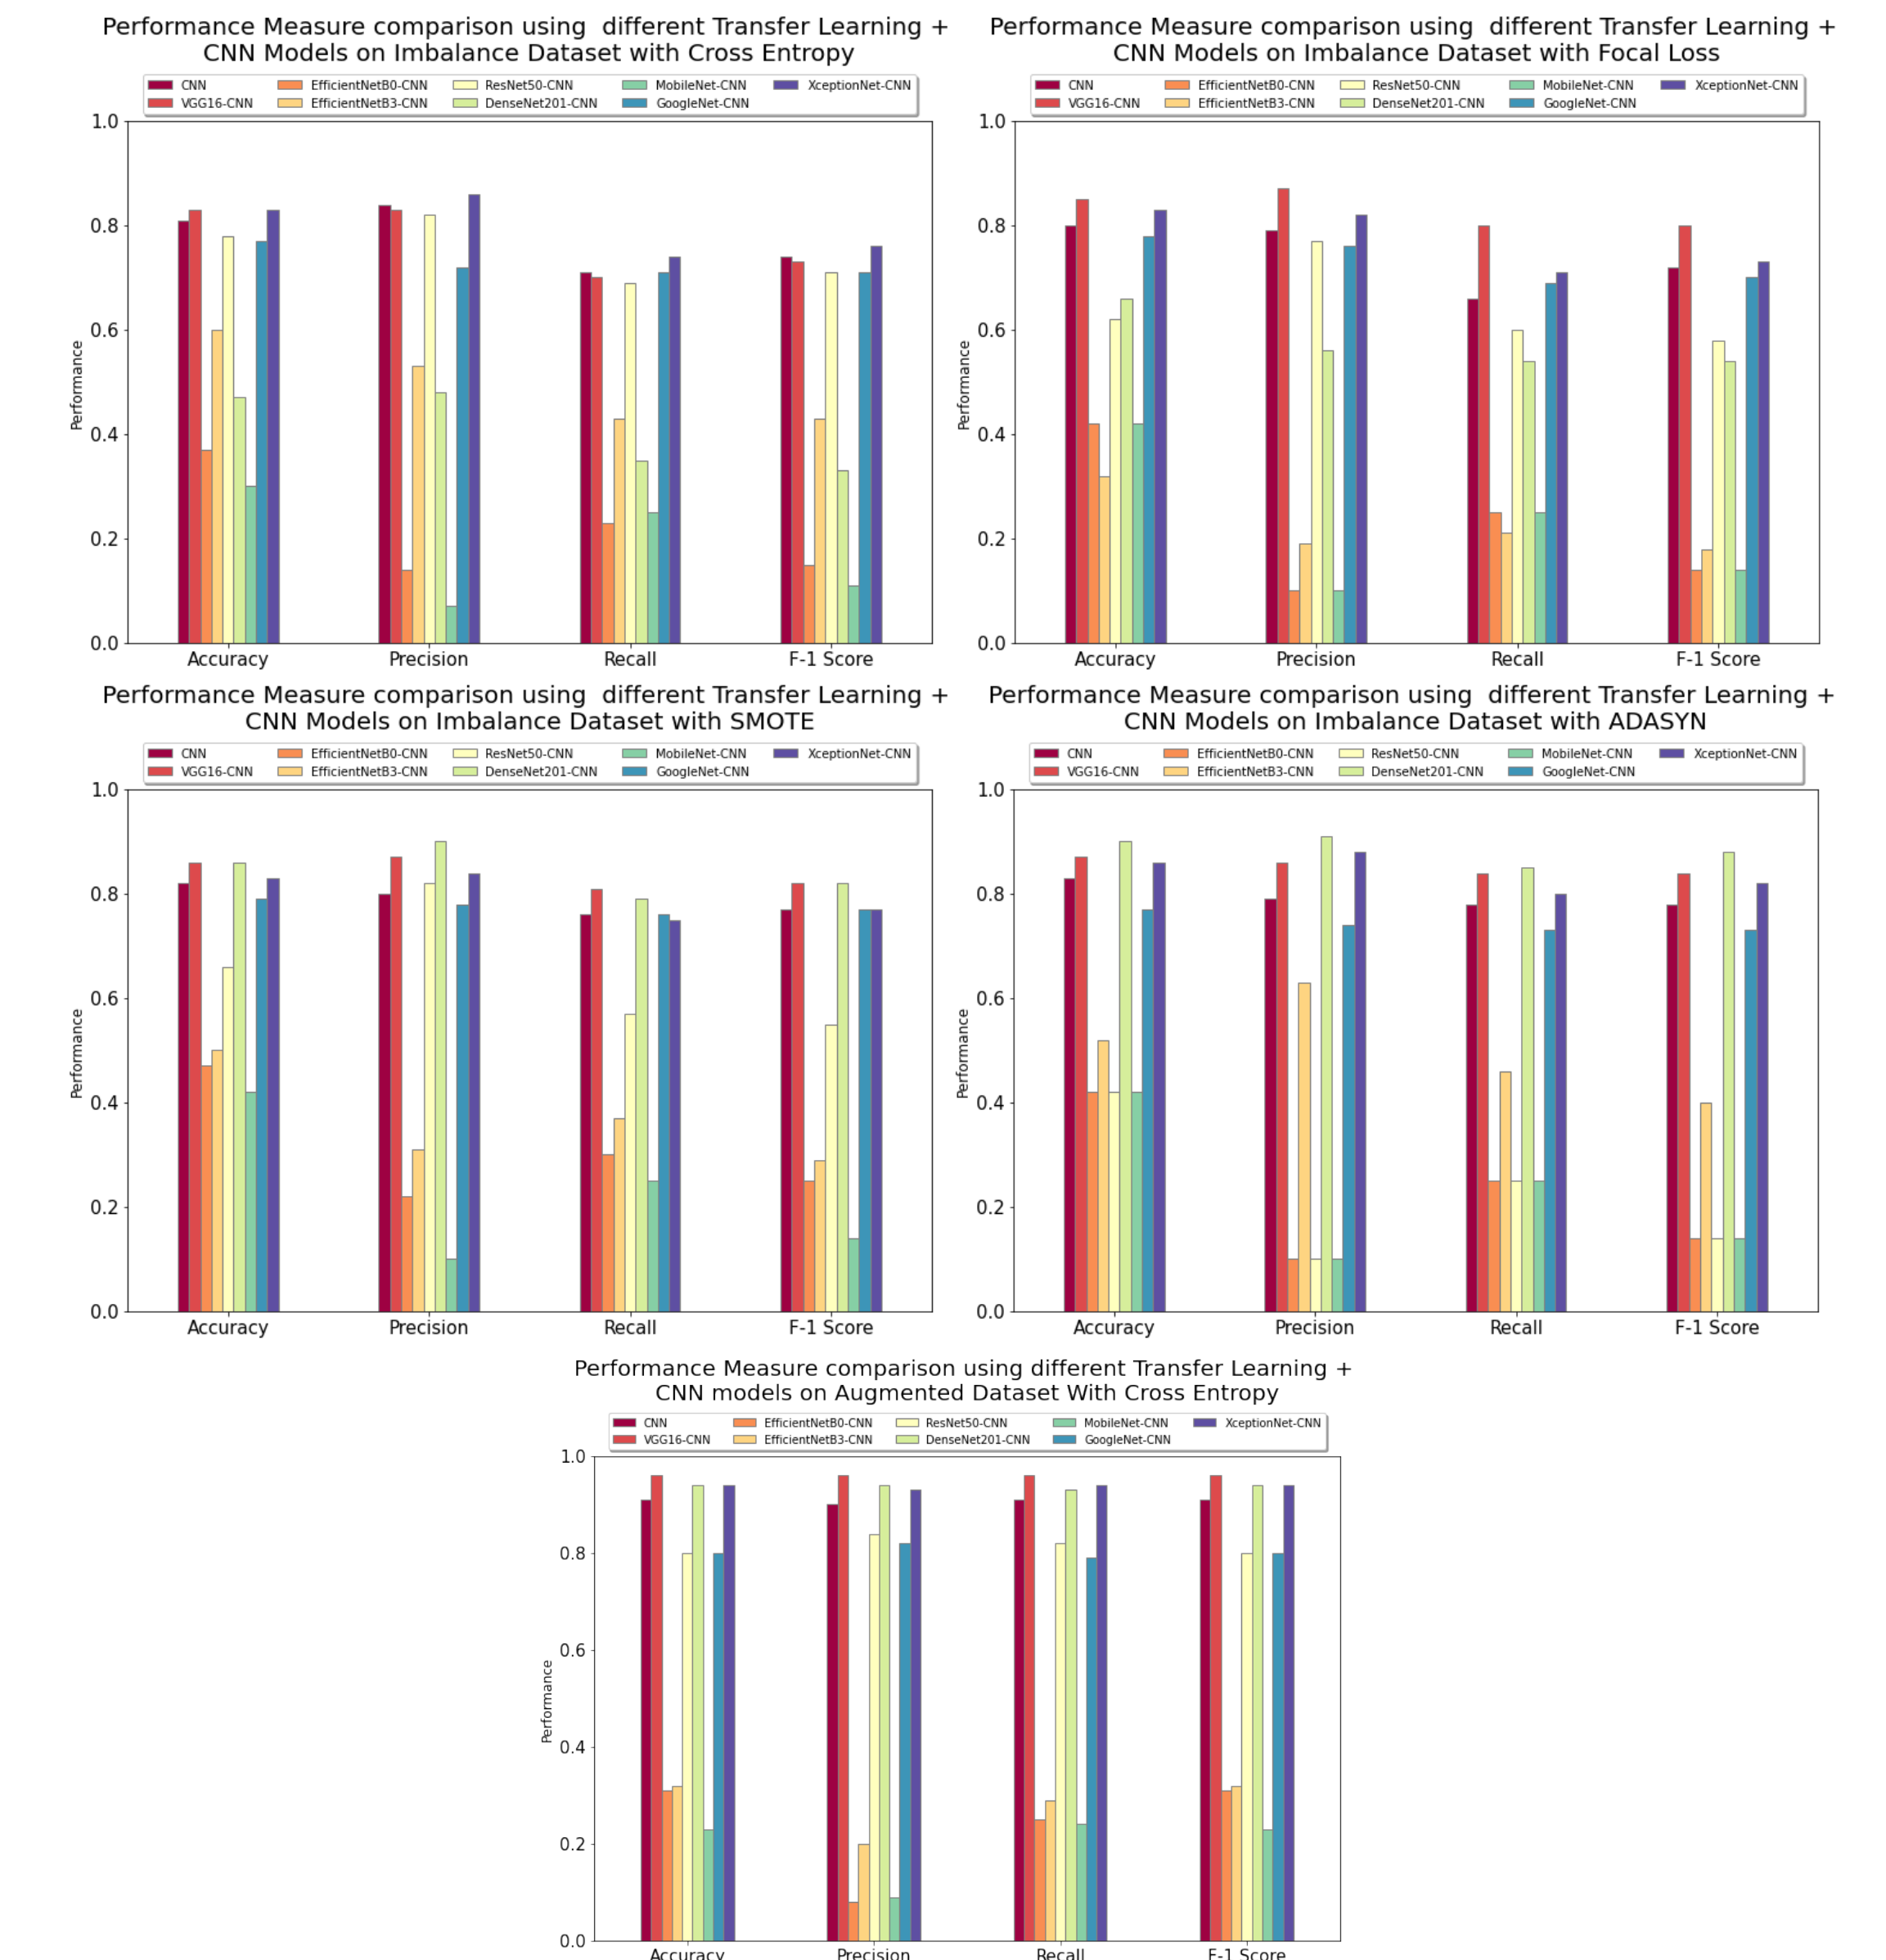 Performance Measure comparison using  different Transfer Learning +
CNN Models on Imbalance Dataset with Cross Entropy
CNN EfficientNetB0-CNN ResNet50-CNN MobileNet-CNN XceptionNet-CNN
VGG16-CNN EfficientNetB3-CNN DenseNet201-CNN GoogleNet-CNN
1.0
0.8
0.6
0.4
0.2
0.0
Performance
Accuracy Precision Recall F-1 Score
Performance Measure comparison using  different Transfer Learning +
CNN Models on Imbalance Dataset with Focal Loss
CNN EfficientNetB0-CNN ResNet50-CNN MobileNet-CNN XceptionNet-CNN
VGG16-CNN EfficientNetB3-CNN DenseNet201-CNN GoogleNet-CNN
1.0
0.8
0.6
0.4
0.2
0.0
Performance
Accuracy Precision Recall F-1 Score
Performance Measure comparison using  different Transfer Learning +
CNN Models on Imbalance Dataset with SMOTE
CNN EfficientNetB0-CNN ResNet50-CNN MobileNet-CNN XceptionNet-CNN
VGG16-CNN EfficientNetB3-CNN DenseNet201-CNN GoogleNet-CNN
1.0
0.8
0.6
0.4
0.2
0.0
Performance
Accuracy Precision Recall F-1 Score
Performance Measure comparison using  different Transfer Learning +
CNN Models on Imbalance Dataset with ADASYN
CNN EfficientNetB0-CNN ResNet50-CNN MobileNet-CNN XceptionNet-CNN
VGG16-CNN EfficientNetB3-CNN DenseNet201-CNN GoogleNet-CNN
1.0
0.8
0.6
0.4
0.2
0.0
Performance
Accuracy Precision Recall F-1 Score
Performance Measure comparison using different Transfer Learning +
CNN models on Augmented Dataset With Cross Entropy
CNN EfficientNetB0-CNN ResNet50-CNN MobileNet-CNN XceptionNet-CNN
VGG16-CNN EfficientNetB3-CNN DenseNet201-CNN GoogleNet-CNN
1.0
0.8
0.6
0.4
0.2
0.0
Performance
Accuracy Precision Recall F-1 Score